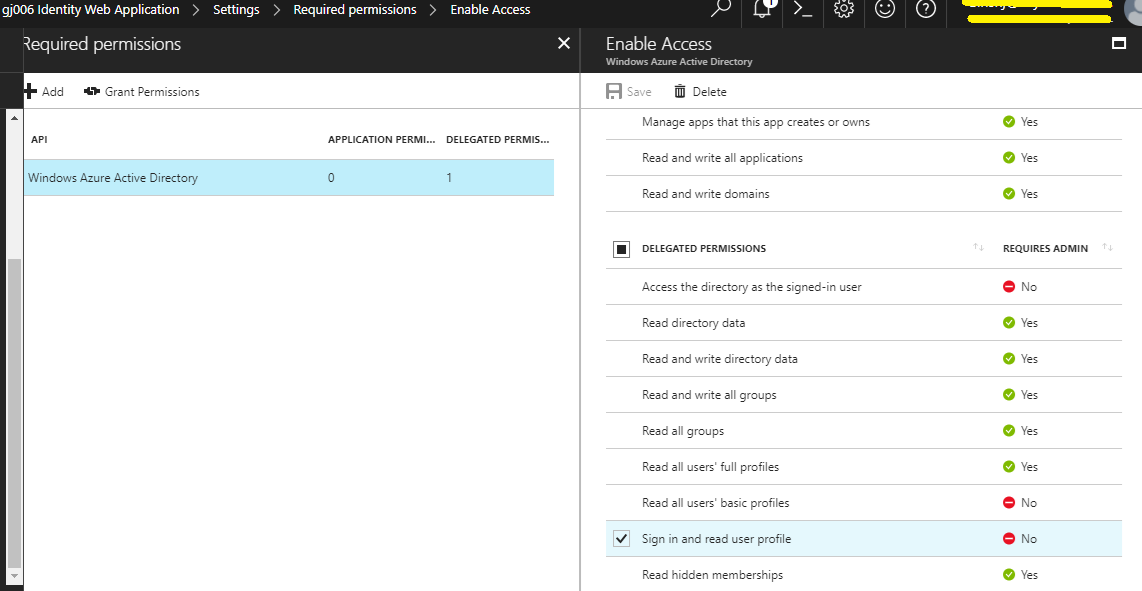 gj006 Identity Web Application > Settings > Required permissions > Enable Access
1
Required permissions
Add Grant Permissions
API APPLICATION PERMI... DELEGATED PERMIS...
Windows Azure Active Directory 0 1
Enable Access
Windows Azure Active Directory
Save Delete
Manage apps that this app creates or owns Yes
Read and write all applications Yes
Read and write domains Yes
DELEGATED PERMISSIONS REQUIRES ADMIN
Access the directory as the signed-in user No
Read directory data Yes
Read and write directory data Yes
Read and write all groups Yes
Read all groups Yes
Read all users' full profiles Yes
Read all users' basic profiles No
Sign in and read user profile No
Read hidden memberships Yes